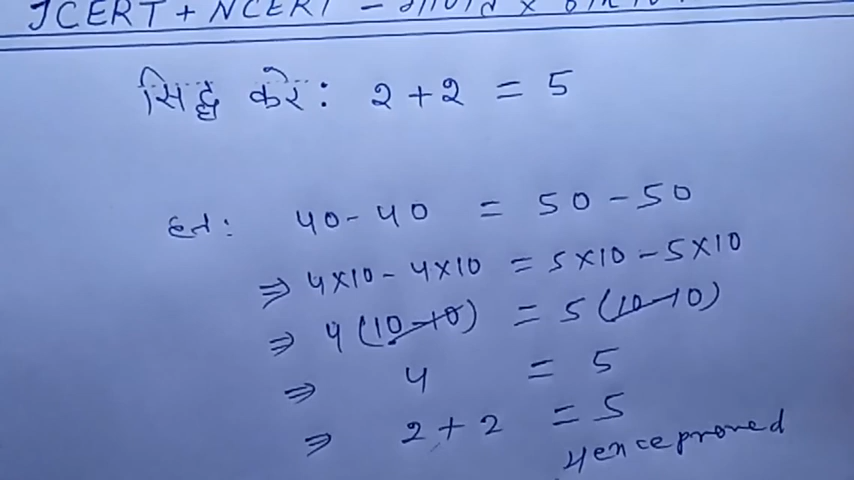 JCERT + NCERT -
सिद्ध करे: 2 + 2 = 5
हल: 40 - 40 = 50 - 50
⇒ 4×10 - 4×10 = 5×10 - 5×10
⇒ 4 (10-10) = 5 (10-10)
⇒ 4 = 5
⇒ 2 + 2 = 5
Hence proved